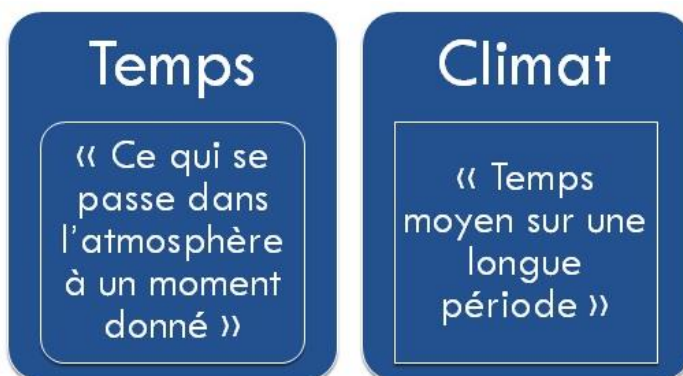 Temps
« Ce qui se
passe dans
l'atmosphère
à un moment
donné »
Climat
« Temps
moyen sur une
longue
période »